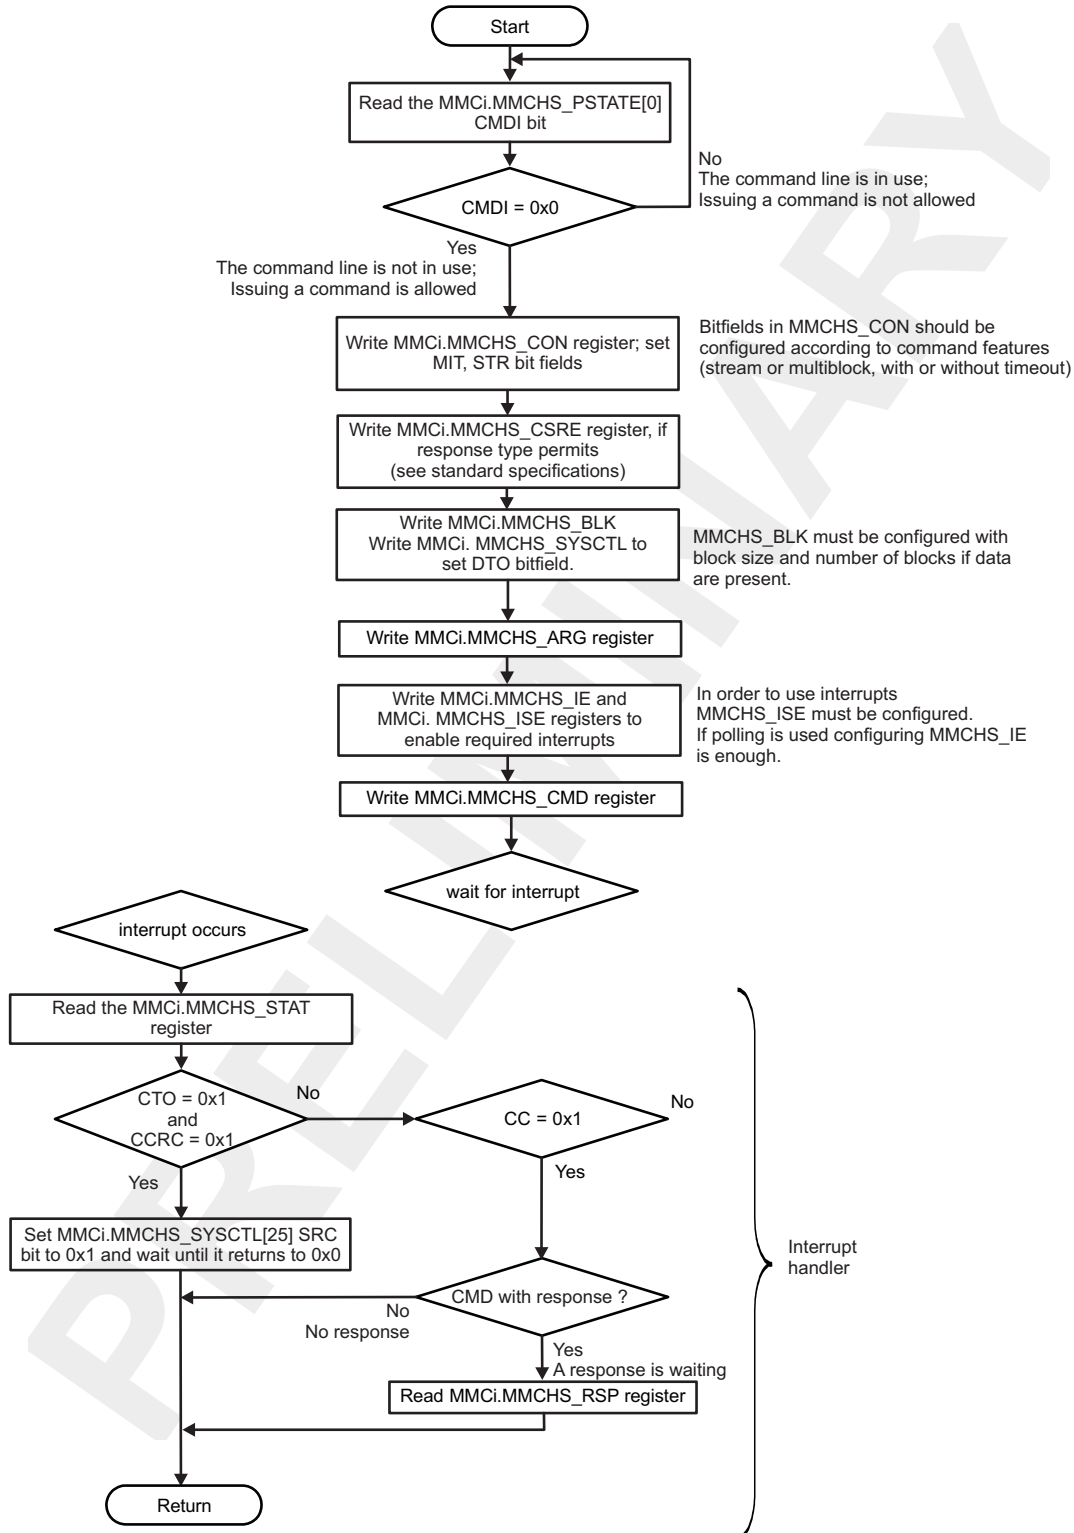 Start
Read the MMCi.MMCHS_PSTATE[0]
CMDI bit
No
The command line is in use;
Issuing a command is not allowed
CMDI = 0x0
Yes
The command line is not in use;
Issuing a command is allowed
Write MMCi.MMCHS_CON register; set
MIT, STR bit fields
Bitfields in MMCHS_CON should be
configured according to command features
(stream or multiblock, with or without timeout)
Write MMCi.MMCHS_CSRE register, if
response type permits
(see standard specifications)
Write MMCi.MMCHS_BLK
Write MMCi. MMCHS_SYSCTL to
set DTO bitfield.
MMCHS_BLK must be configured with
block size and number of blocks if data
are present.
Write MMCi.MMCHS_ARG register
Write MMCi.MMCHS_IE and
MMCi. MMCHS_ISE registers to
enable required interrupts
In order to use interrupts
MMCHS_ISE must be configured.
If polling is used configuring MMCHS_IE
is enough.
Write MMCi.MMCHS_CMD register
wait for interrupt
interrupt occurs
Read the MMCi.MMCHS_STAT
register
CTO = 0x1
and
CCRC = 0x1
No
CC = 0x1
No
Yes
Yes
Set MMCi.MMCHS_SYSCTL[25] SRC
bit to 0x1 and wait until it returns to 0x0
Interrupt
handler
CMD with response ?
No
No response
Yes
A response is waiting
Read MMCi.MMCHS_RSP register
Return
PRELIMINARY